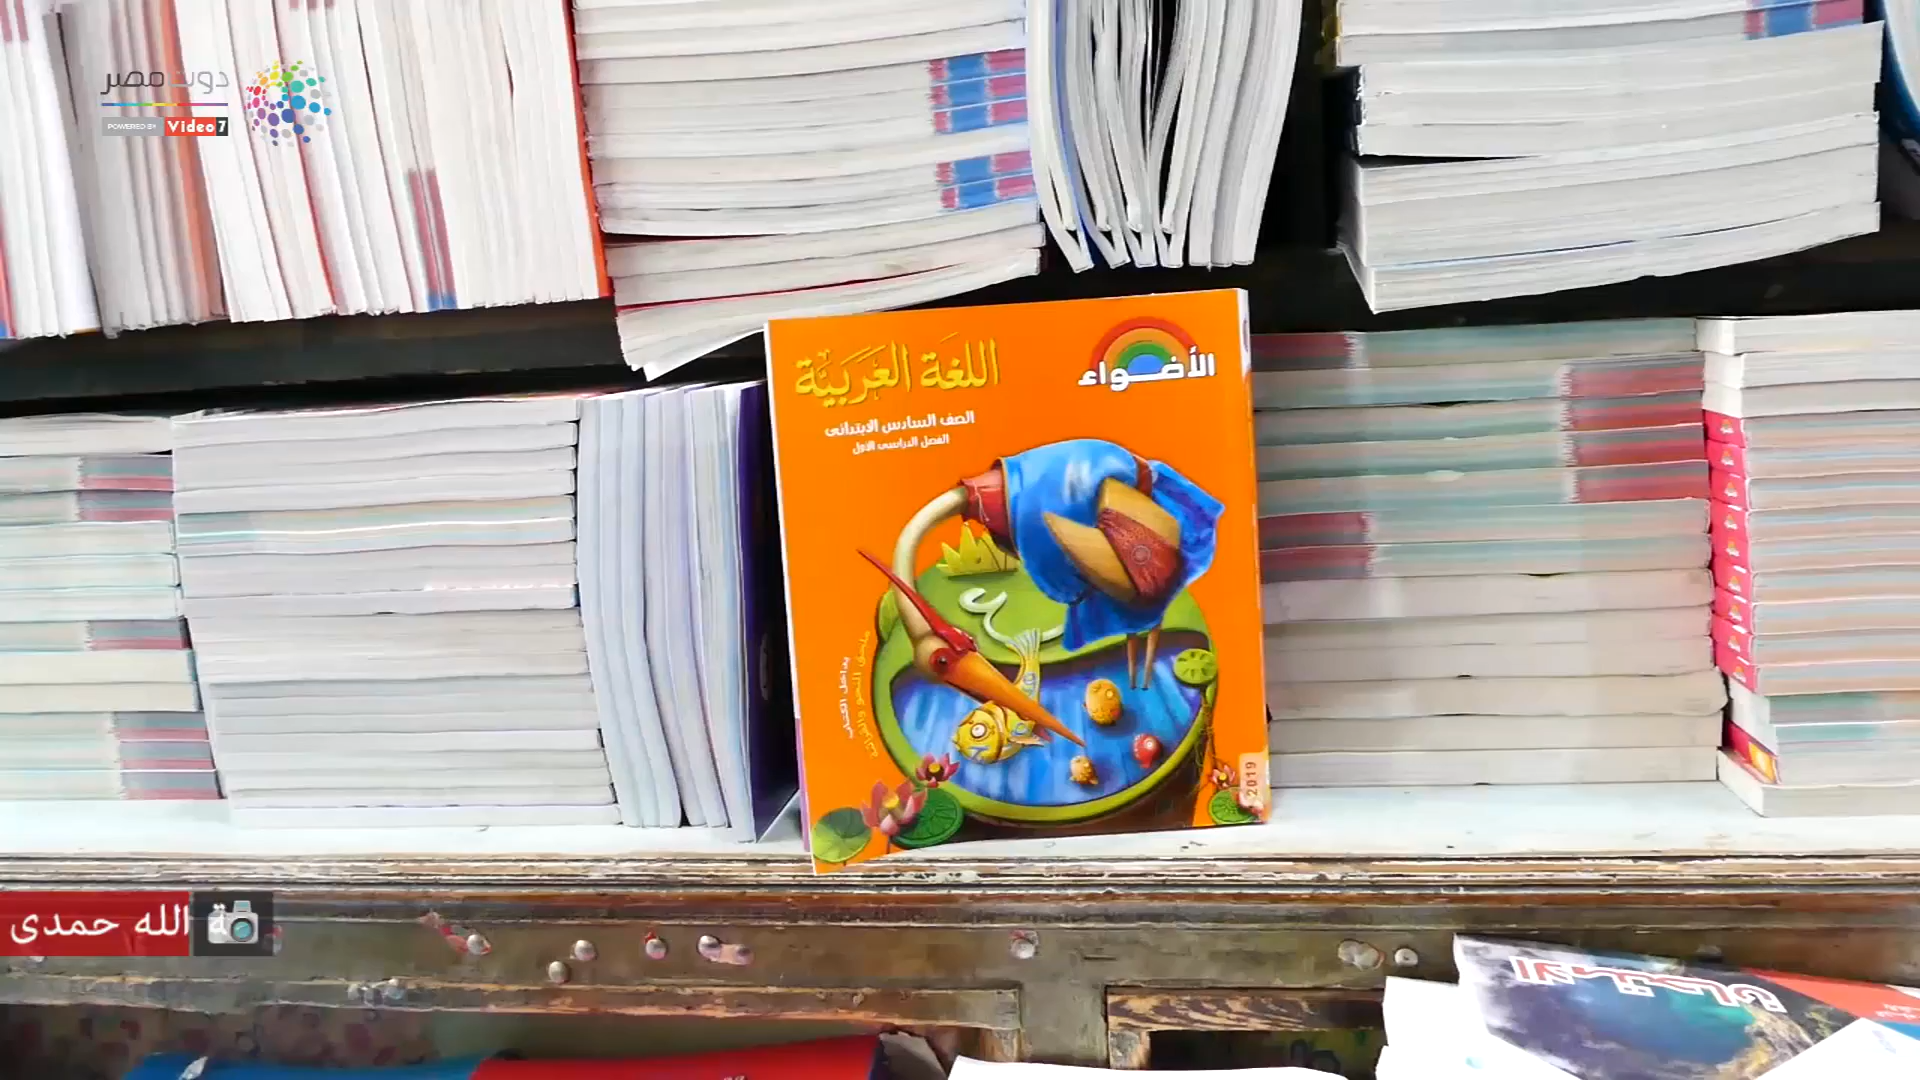 دوت مصر
POWERED BY Video7
الأضواء
اللغة العربية
الصف السادس الابتدائى
الفصل الدراسى الأول
بداخل الكتاب
ملحق النحو والقراءة
2019
ة الله حمدى
الامتحان